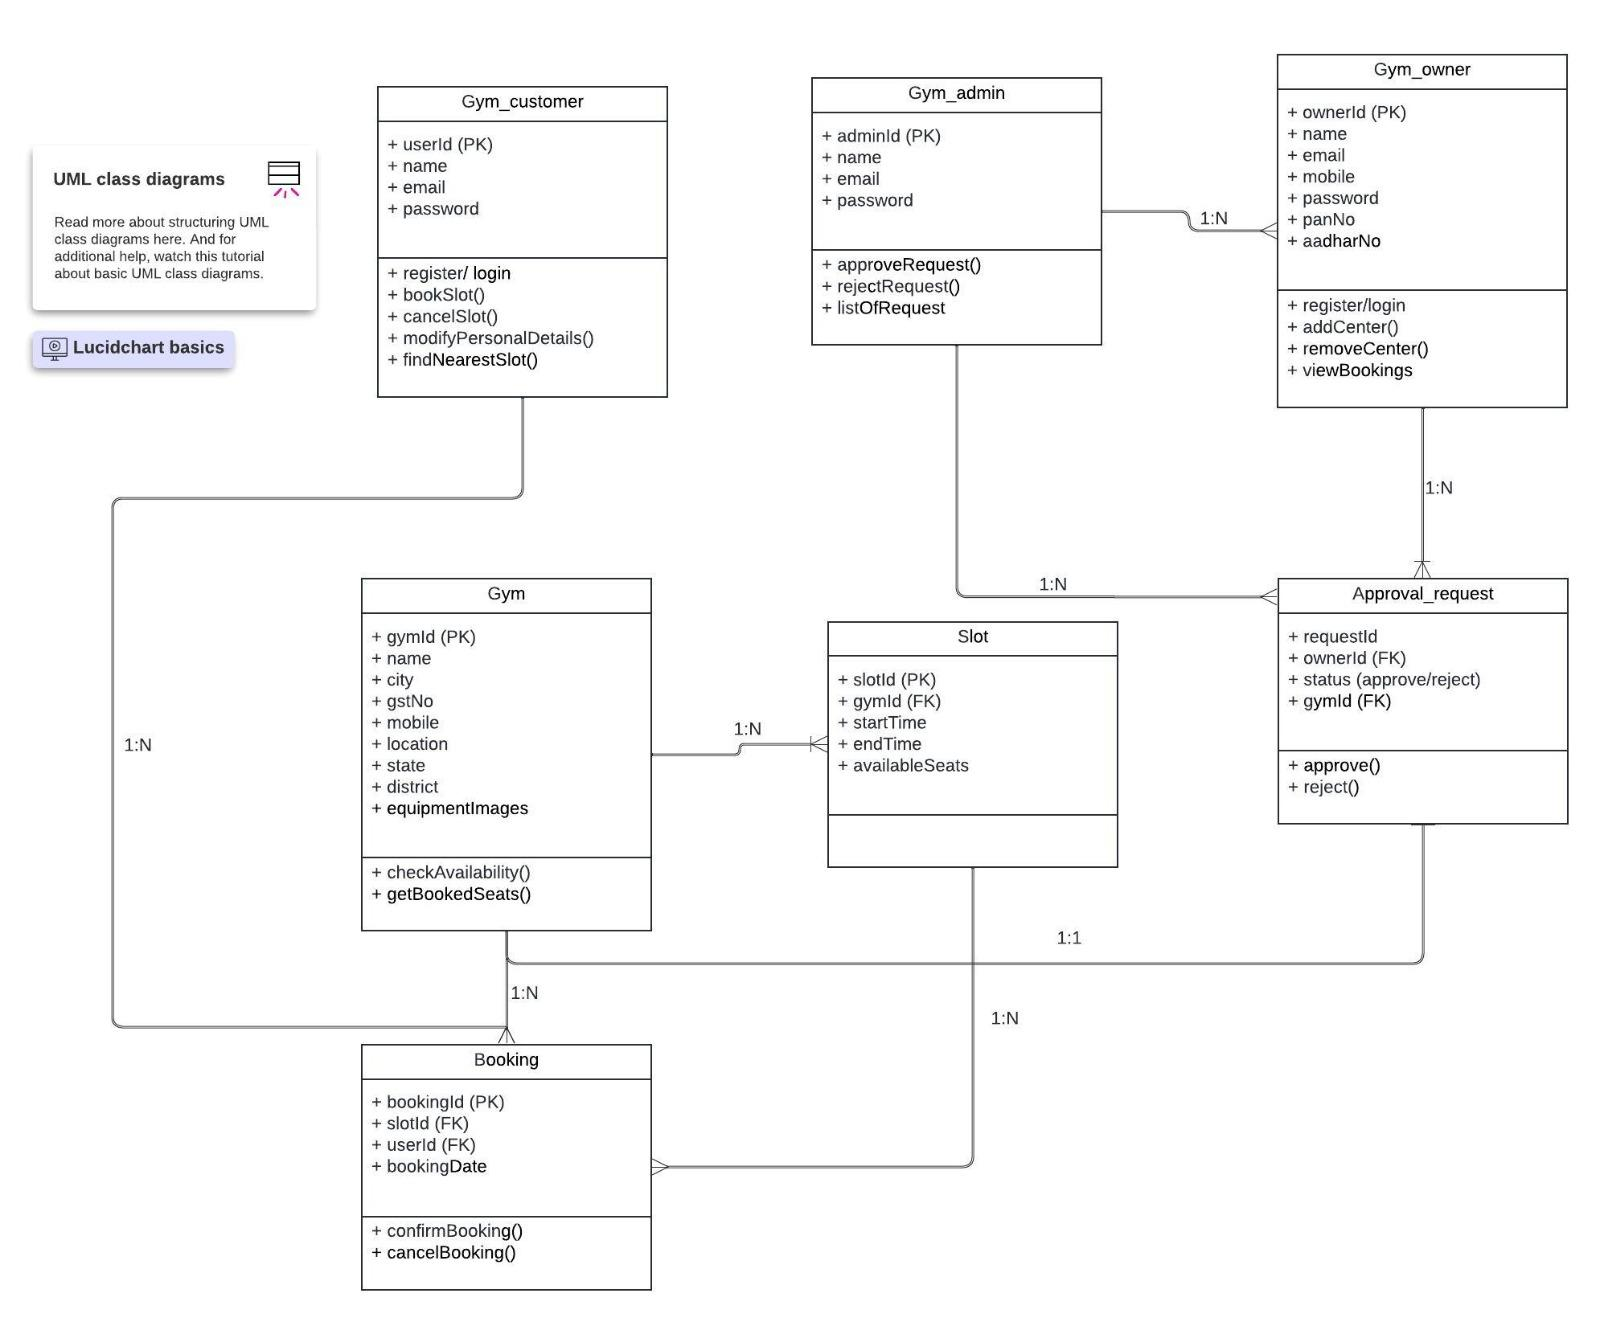 UML class diagrams
Read more about structuring UML
class diagrams here. And for
additional help, watch this tutorial
about basic UML class diagrams.
Lucidchart basics
Gym_customer
+ userId (PK)
+ name
+ email
+ password
+ register/ login
+ bookSlot()
+ cancelSlot()
+ modifyPersonalDetails()
+ findNearestSlot()
Gym_admin
+ adminId (PK)
+ name
+ email
+ password
+ approveRequest()
+ rejectRequest()
+ listOfRequest
1:N
Gym_owner
+ ownerId (PK)
+ name
+ email
+ mobile
+ password
+ panNo
+ aadharNo
+ register/login
+ addCenter()
+ removeCenter()
+ viewBookings
1:N
1:N
1:N
Gym
+ gymId (PK)
+ name
+ city
+ gstNo
+ mobile
+ location
+ state
+ district
+ equipmentImages
+ checkAvailability()
+ getBookedSeats()
1:N
Slot
+ slotId (PK)
+ gymId (FK)
+ startTime
+ endTime
+ availableSeats
Approval_request
+ requestId
+ ownerId (FK)
+ status (approve/reject)
+ gymId (FK)
+ approve()
+ reject()
1:1
1:N
1:N
Booking
+ bookingId (PK)
+ slotId (FK)
+ userId (FK)
+ bookingDate
+ confirmBooking()
+ cancelBooking()